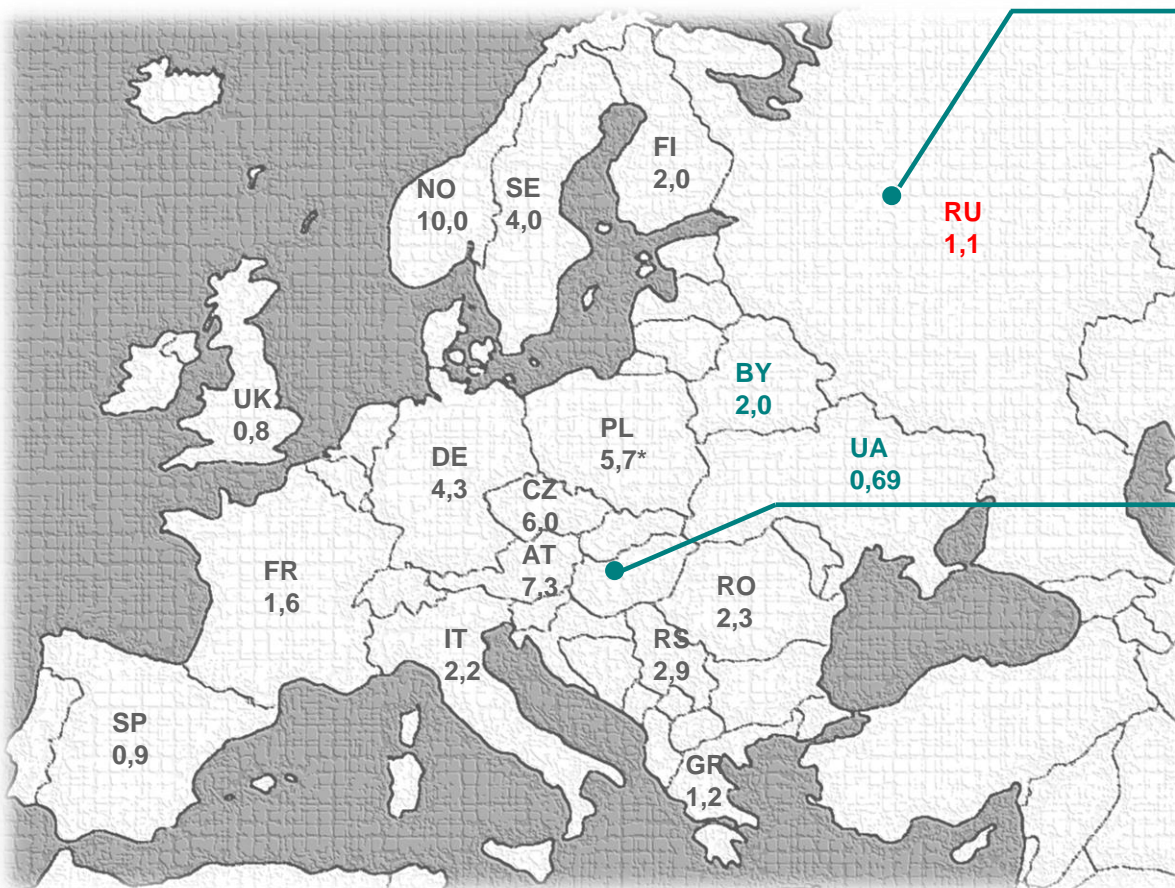 FI
2,0
NO
10,0
SE
4,0
RU
1,1
BY
2,0
UK
0,8
PL
5,7*
UA
0,69
DE
4,3
CZ
6,0
AT
7,3
FR
1,6
RO
2,3
IT
2,2
RS
2,9
SP
0,9
GR
1,2